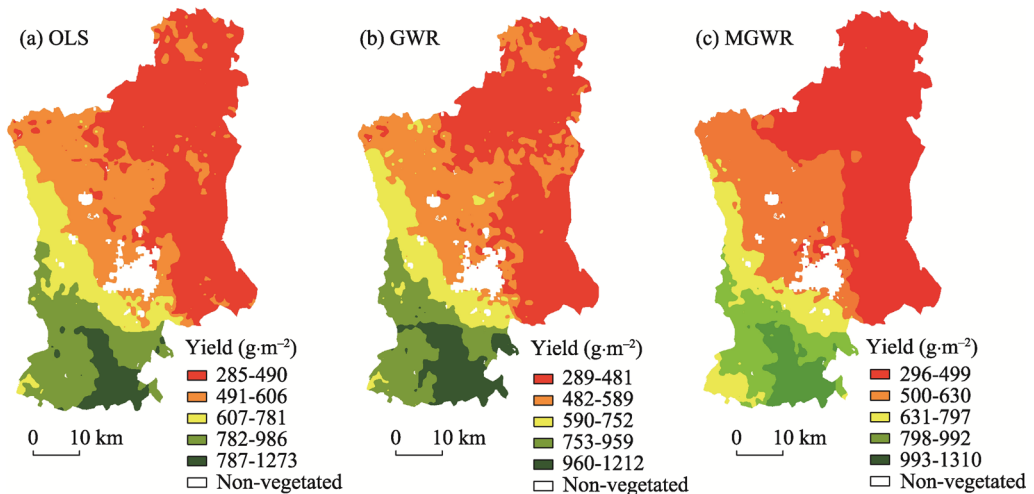 (a) OLS
(b) GWR
(c) MGWR
Yield (g·m⁻²)
285-490
491-606
607-781
782-986
787-1273
Non-vegetated
0 10 km
Yield (g·m⁻²)
289-481
482-589
590-752
753-959
960-1212
Non-vegetated
0 10 km
Yield (g·m⁻²)
296-499
500-630
631-797
798-992
993-1310
Non-vegetated
0 10 km